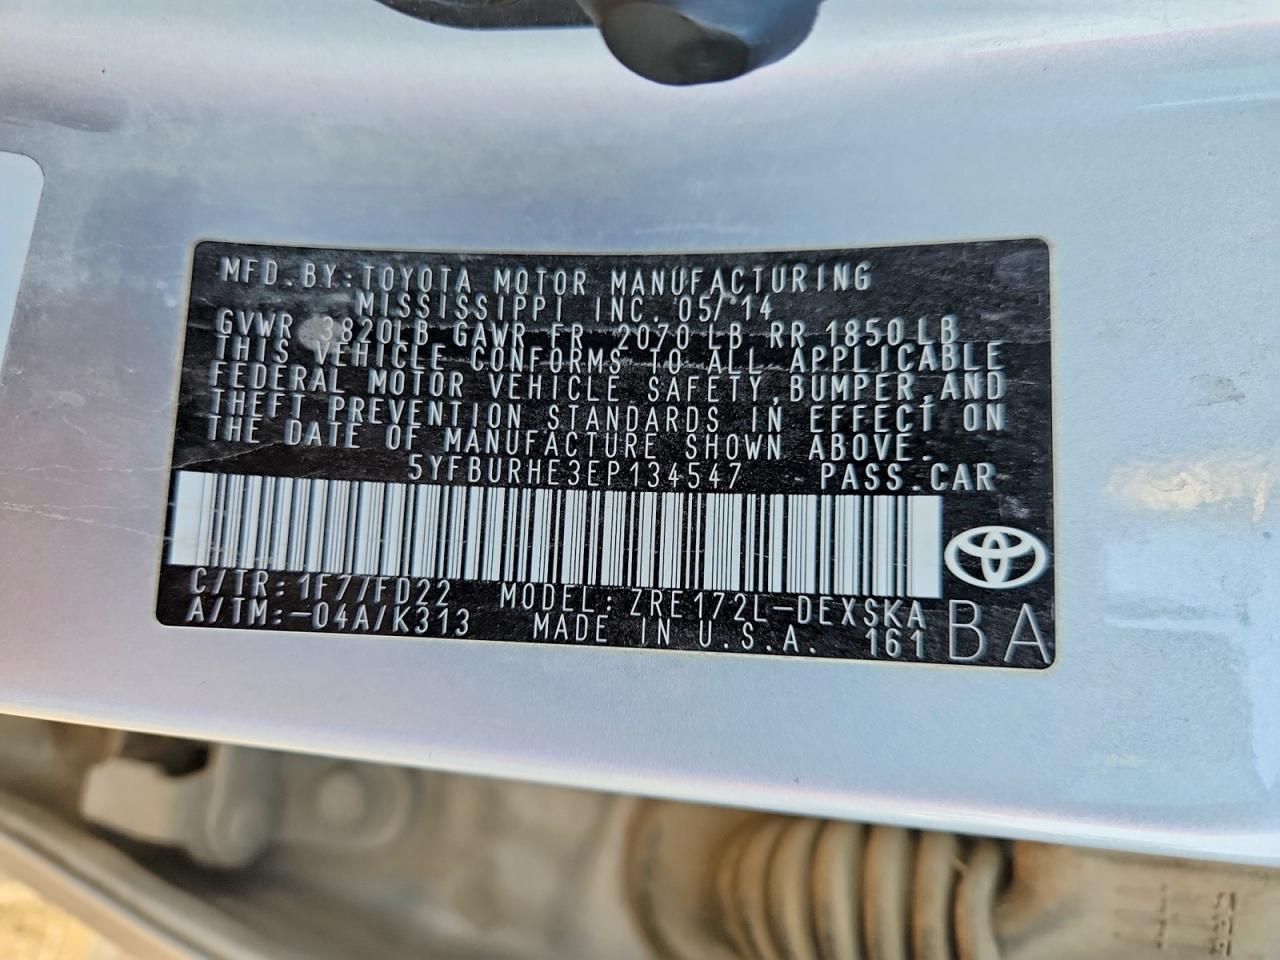 MFD. BY: TOYOTA MOTOR MANUFACTURING
MISSISSIPPI INC. 05/14
GVWR 3820LB GAWR FR 2070 LB RR 1850 LB
THIS VEHICLE CONFORMS TO ALL APPLICABLE
FEDERAL MOTOR VEHICLE SAFETY, BUMPER, AND
THEFT PREVENTION STANDARDS IN EFFECT ON
THE DATE OF MANUFACTURE SHOWN ABOVE.
5YFBURHE3EP134547 PASS. CAR
C/TR: 1F77/FD22 MODEL: ZRE172L-DEXSKA
A/TM: -04A/K313 MADE IN U.S.A. 161 BA